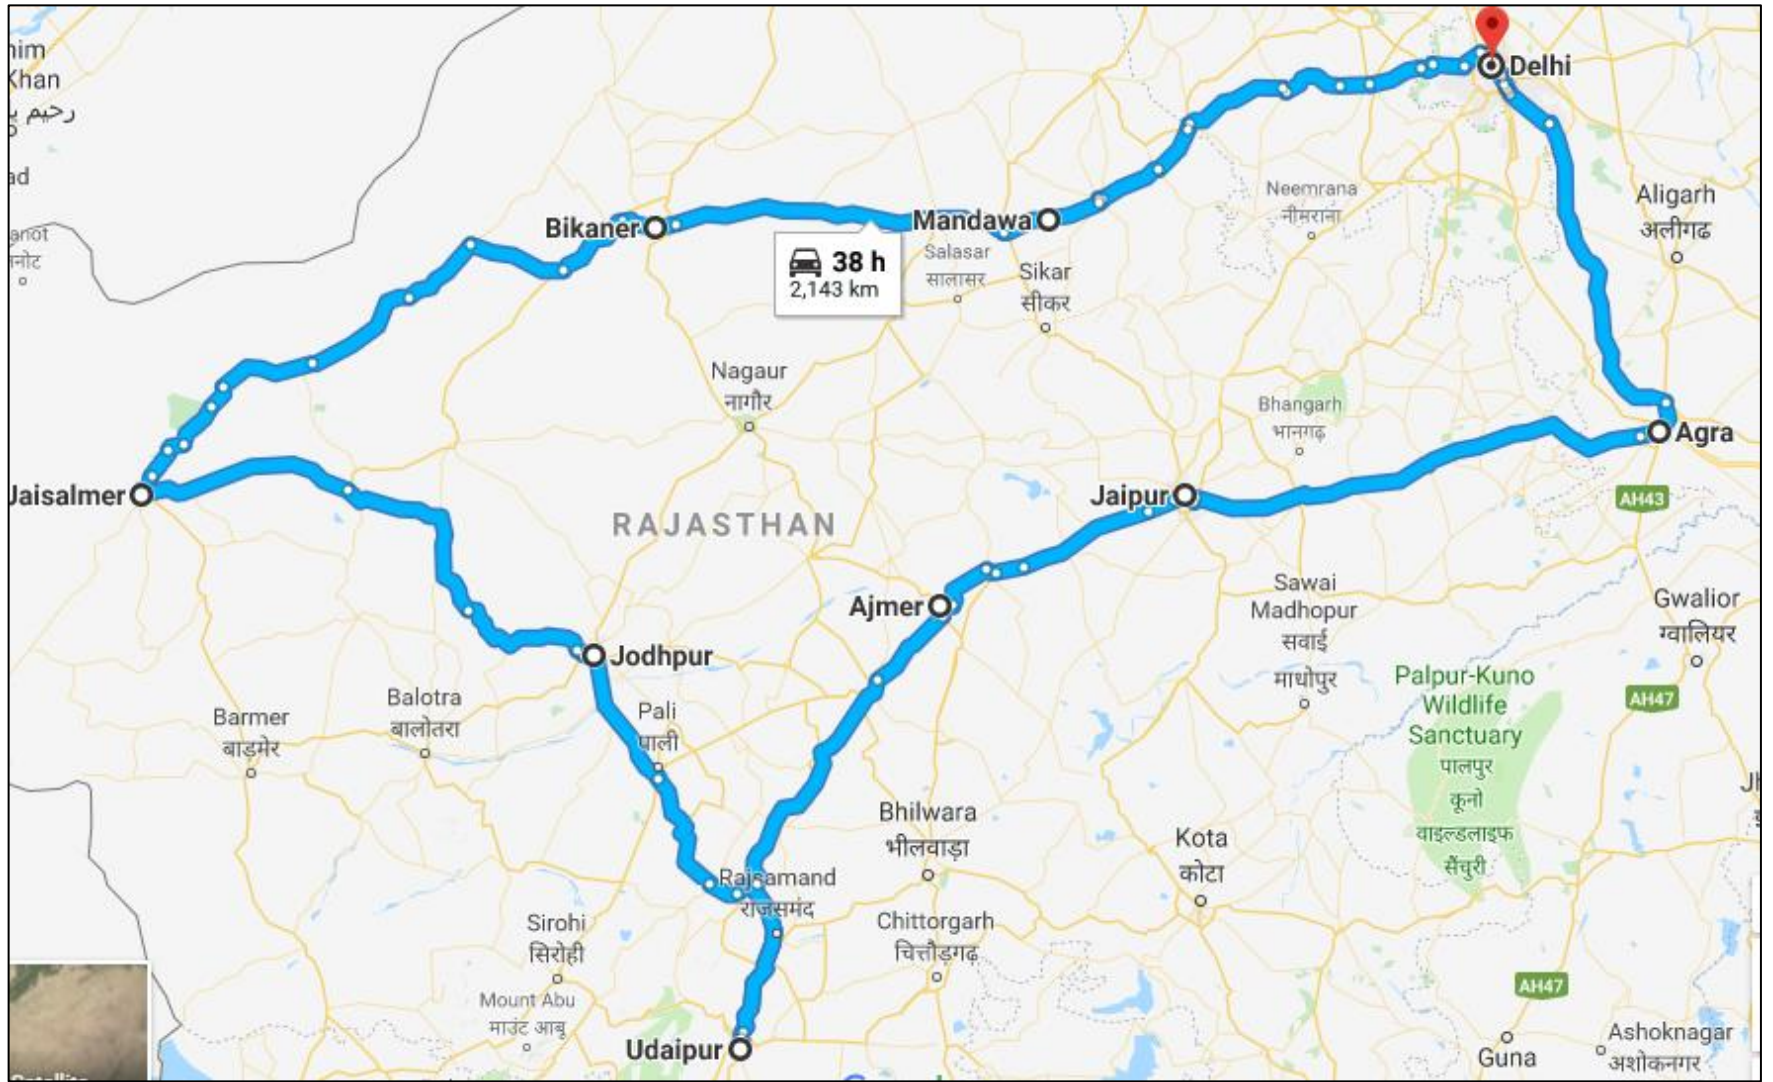 Khan
رحیم
Delhi
Aligarh
अलीगढ
Neemrana
नीमराना
Bikaner
Mandawa
38 h
2,143 km
Salasar
सालासर
Sikar
सीकर
Nagaur
नागौर
Bhangarh
भानगढ़
Agra
Jaisalmer
RAJASTHAN
Jaipur
AH43
Ajmer
Sawai
Madhopur
सवाई
माधोपुर
Gwalior
ग्वालियर
Jodhpur
Balotra
बालोतरा
Barmer
बाड़मेर
Pali
पाली
Palpur-Kuno
Wildlife
Sanctuary
पालपुर
कूनो
वाइल्डलाइफ
सैंचुरी
AH47
Bhilwara
भीलवाड़ा
Kota
कोटा
Rajsamand
राजसमंद
Sirohi
सिरोही
Chittorgarh
चित्तौड़गढ़
Mount Abu
माउंट आबू
AH47
Udaipur
Guna
Ashoknagar
अशोकनगर